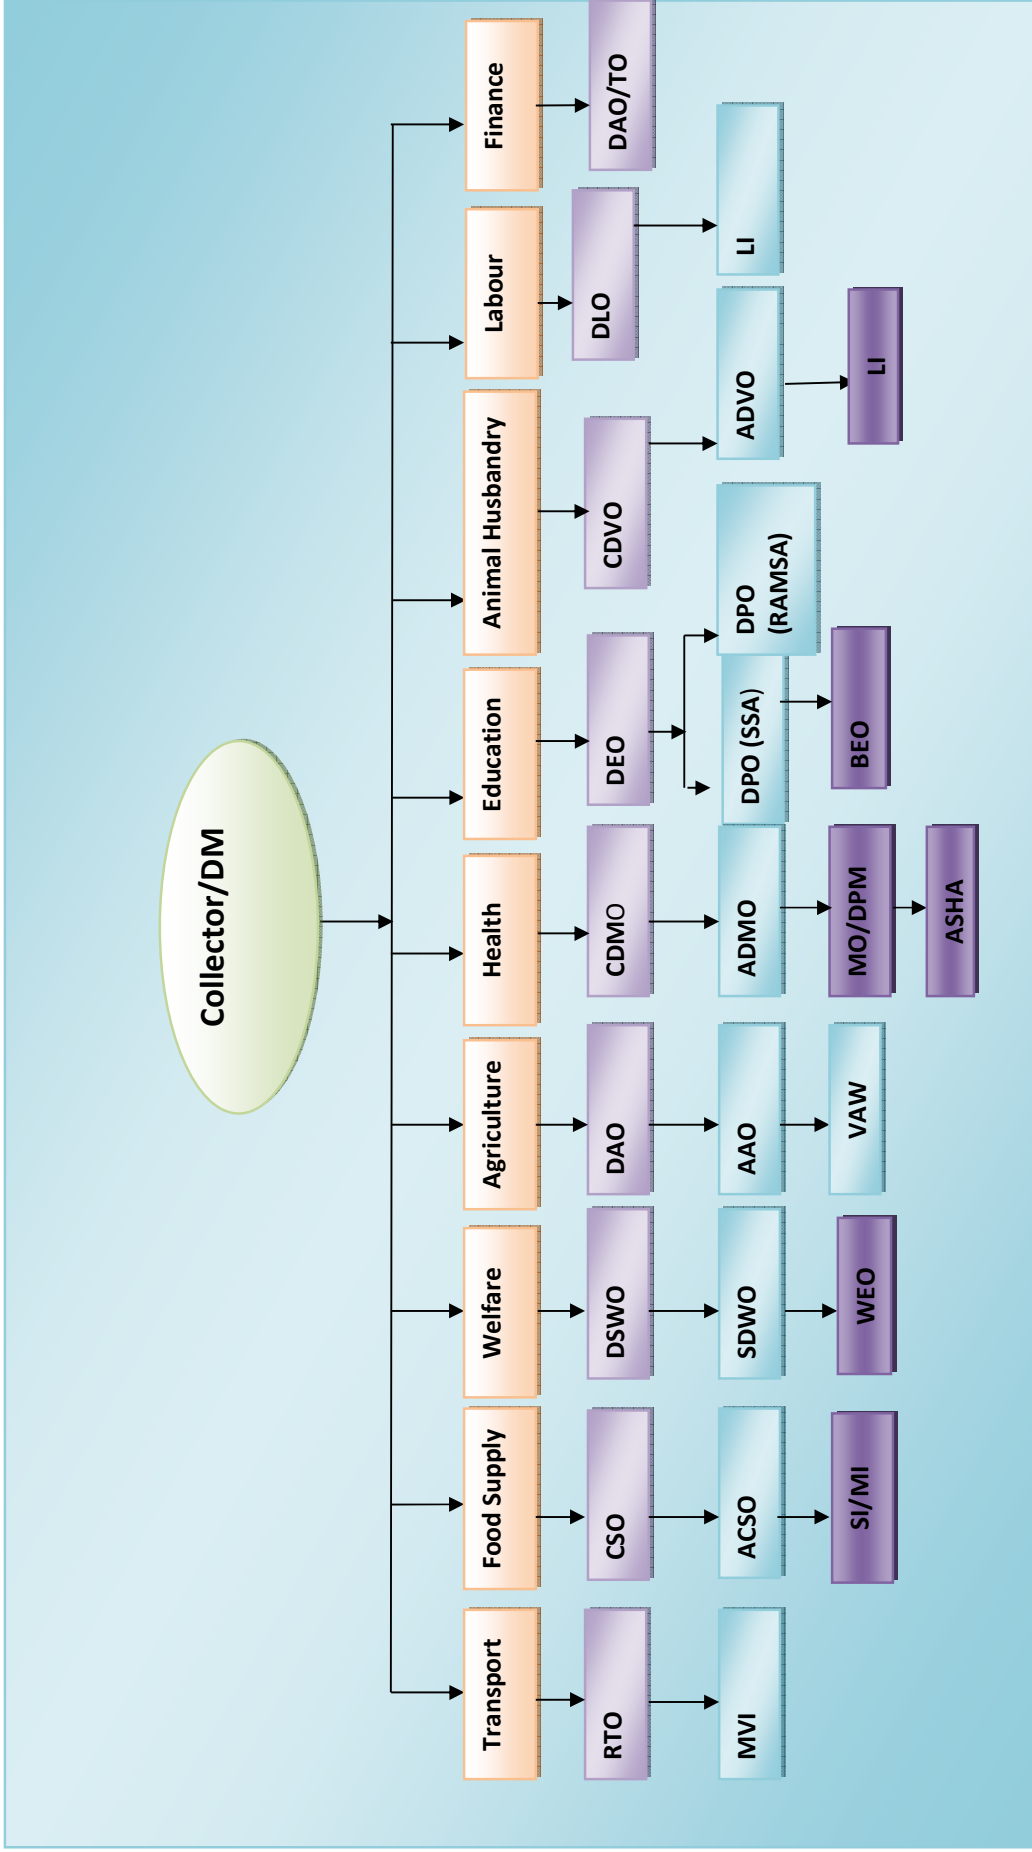 Collector/DM
Transport
Food Supply
Welfare
Agriculture
Health
Education
Animal Husbandry
Labour
Finance
RTO
CSO
DSWO
DAO
CDMO
DEO
CDVO
DLO
DAO/TO
MVI
ACSO
SDWO
AAO
ADMO
DPO (SSA)
DPO
(RAMSA)
ADVO
LI
SI/MI
WEO
VAW
MO/DPM
BEO
LI
ASHA